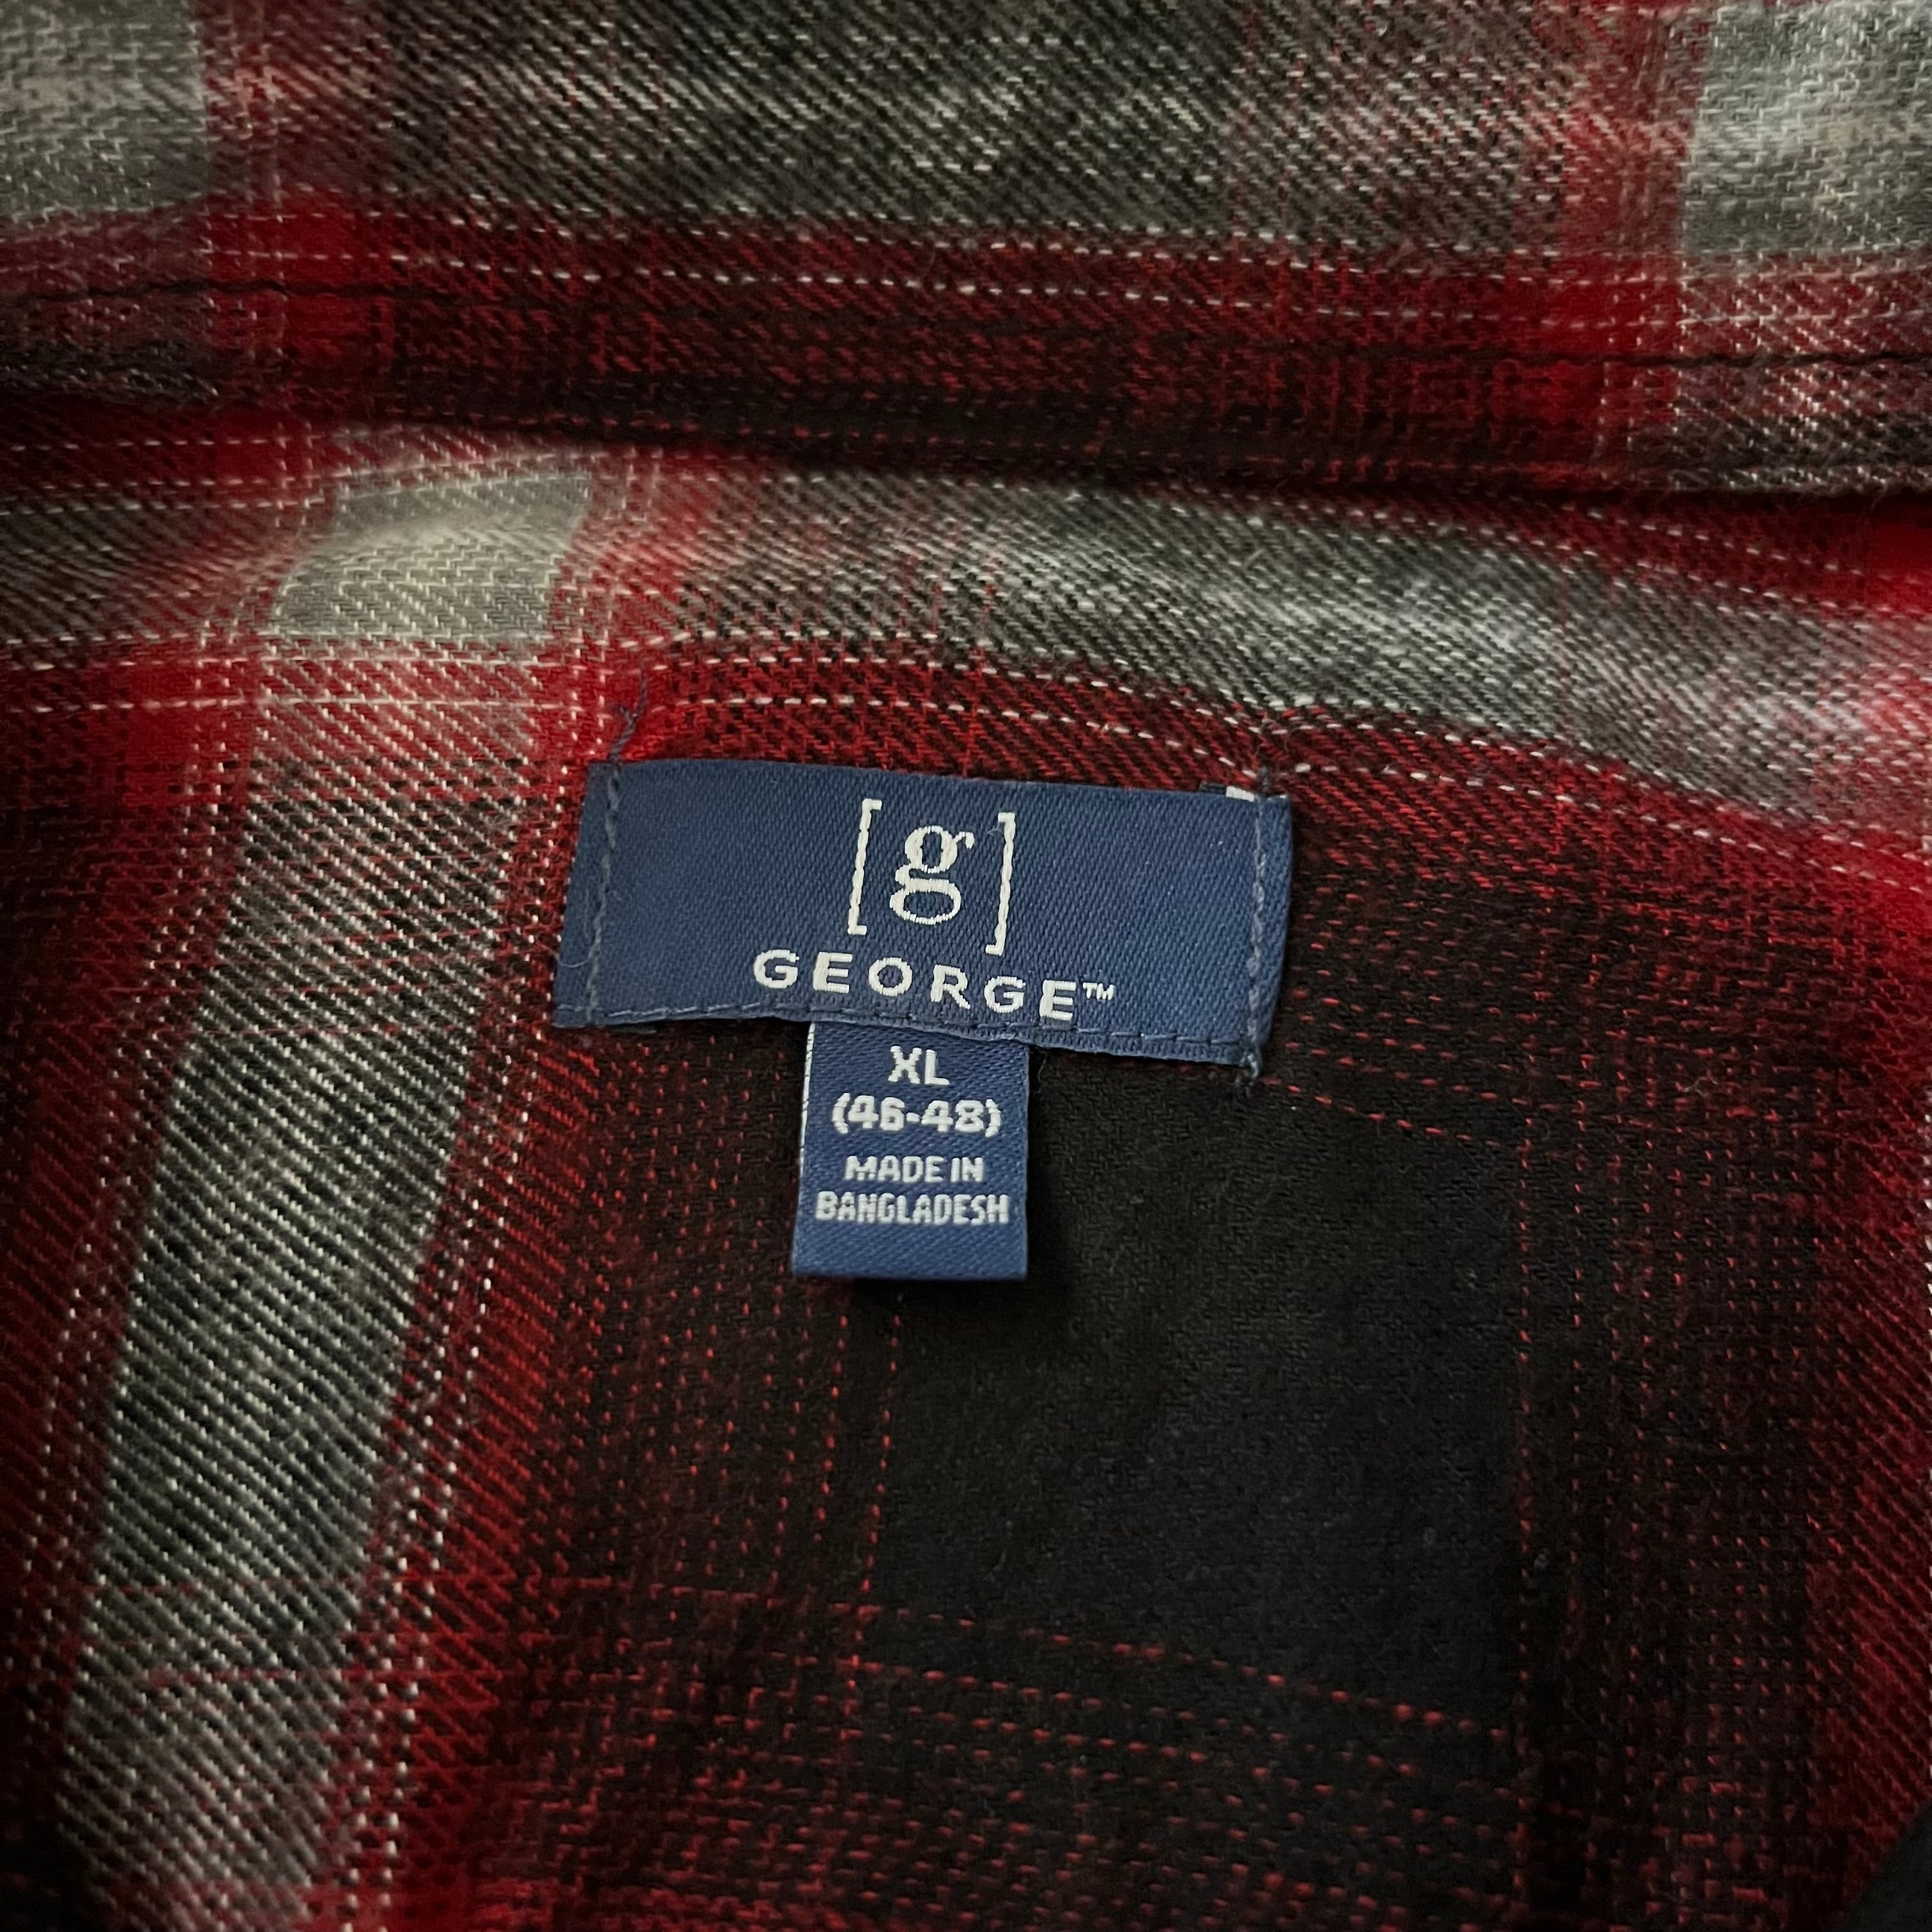 [g]
GEORGE™
XL
(46-48)
MADE IN
BANGLADESH